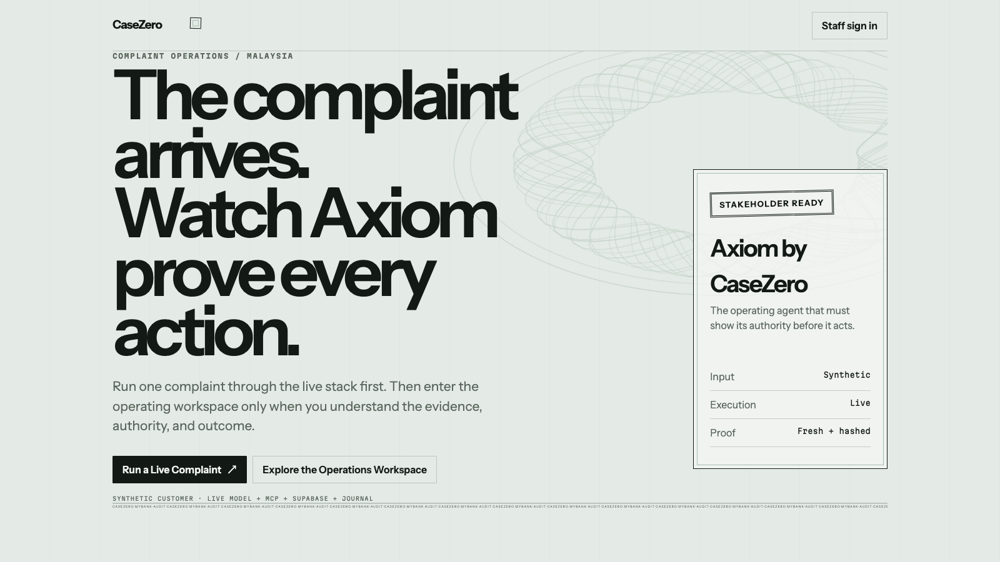 CaseZero
Staff sign in
COMPLAINT OPERATIONS / MALAYSIA
The complaint
arrives.
Watch Axiom
prove every
action.
Run one complaint through the live stack first. Then enter the
operating workspace only when you understand the evidence,
authority, and outcome.
Run a Live Complaint ↗
Explore the Operations Workspace
SYNTHETIC CUSTOMER · LIVE MODEL + MCP + SUPABASE + JOURNAL
STAKEHOLDER READY
Axiom by
CaseZero
The operating agent that must
show its authority before it acts.
Input Synthetic
Execution Live
Proof Fresh + hashed
CASEZERO·MYBANK·AUDIT·CASEZERO·MYBANK·AUDIT·CASEZERO·MYBANK·AUDIT·CASEZERO·MYBANK·AUDIT·CASEZERO·MYBANK·AUDIT·CASEZERO·MYBANK·AUDIT·CASEZERO·MYBANK·AUDIT·CASEZERO·MYBANK·AUDIT·CASEZERO·MYBANK·AUDIT·CASEZERO·MYBANK·AUDIT·CASEZERO·MYBANK·AUDIT·CASEZERO·MYBANK·AUDIT·CASEZERO·MYBANK·AUDIT·CASEZERO·MYBANK·AUDIT·CASEZ